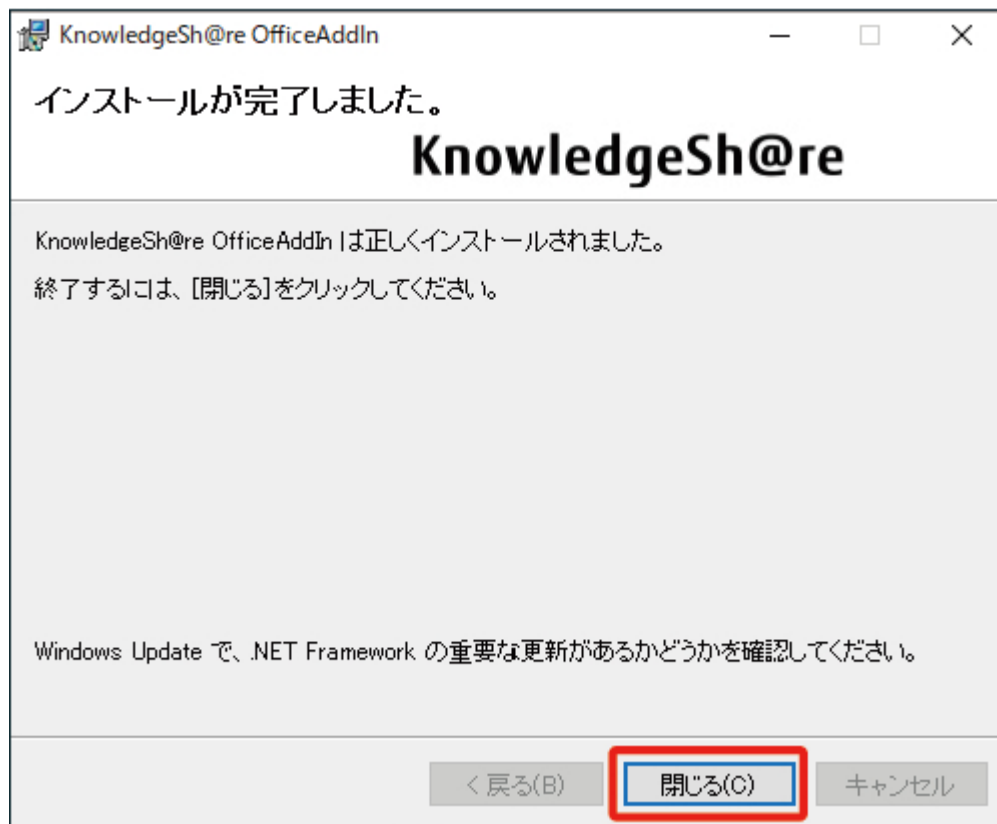 KnowledgeSh@re OfficeAddIn
インストールが完了しました。
KnowledgeSh@re
KnowledgeSh@re OfficeAddIn は正しくインストールされました。
終了するには、[閉じる]をクリックしてください。
Windows Update で、.NET Framework の重要な更新があるかどうかを確認してください。
< 戻る(B)
閉じる(C)
キャンセル